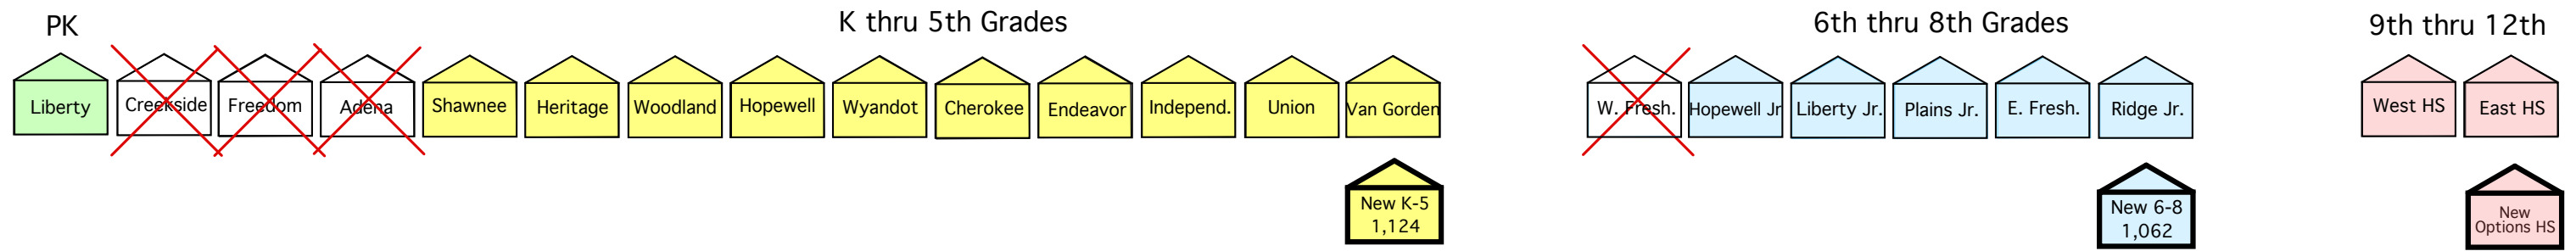 PK
K thru 5th Grades
6th thru 8th Grades
9th thru 12th
Liberty
Creekside
Freedom
Adena
Shawnee
Heritage
Woodland
Hopewell
Wyandot
Cherokee
Endeavor
Independ.
Union
Van Gorden
W. Fresh.
Hopewell Jr
Liberty Jr.
Plains Jr.
E. Fresh.
Ridge Jr.
West HS
East HS
New K-5
1,124
New 6-8
1,062
New
Options HS